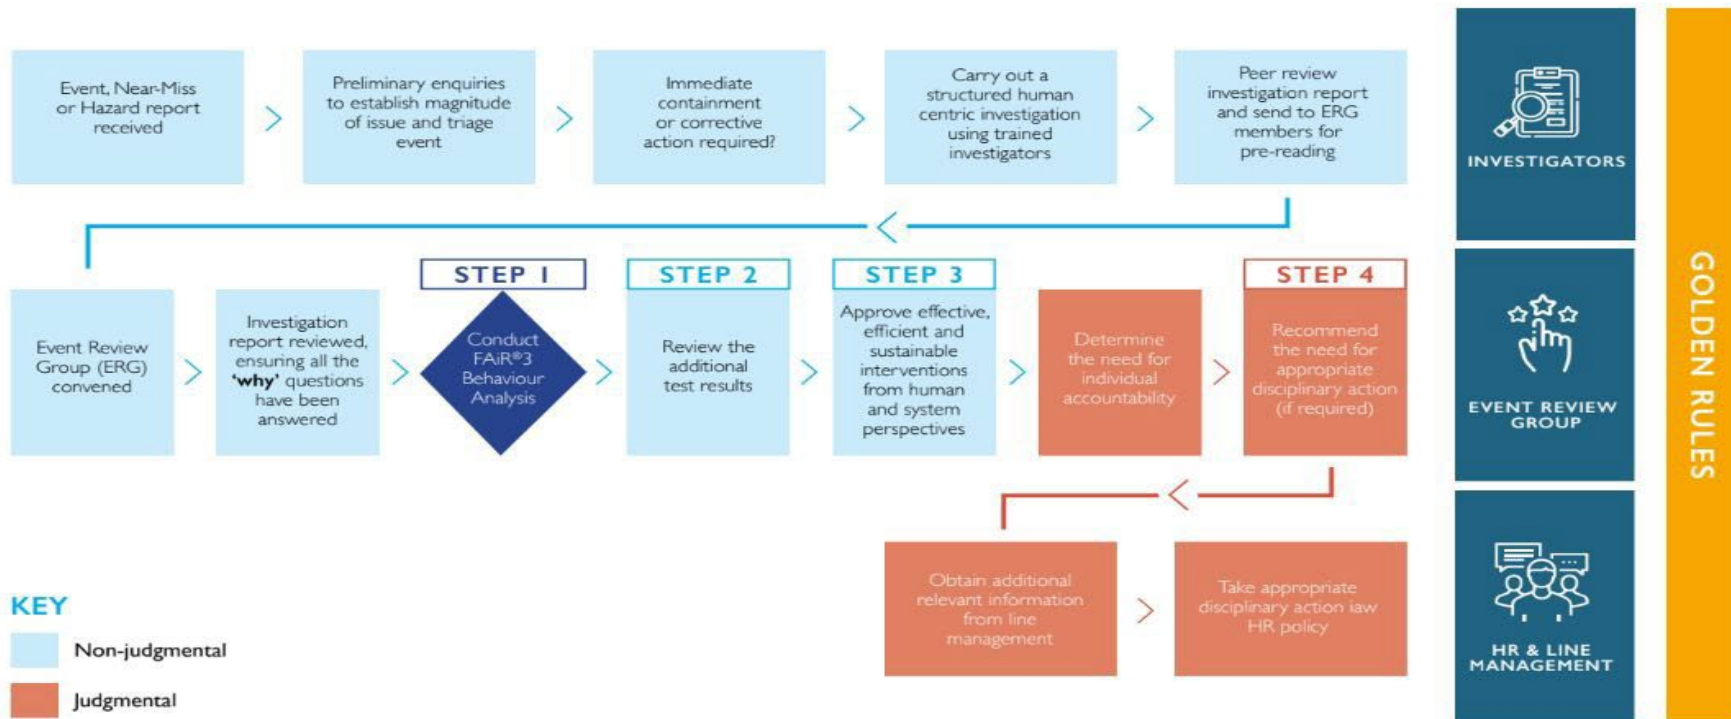 Event, Near-Miss
or Hazard report
received
Preliminary enquiries
to establish magnitude
of issue and triage
event
Immediate
containment
or corrective
action required?
Carry out a
structured human
centric investigation
using trained
investigators
Peer review
investigation report
and send to ERG
members for
pre-reading
INVESTIGATORS
Event Review
Group (ERG)
convened
Investigation
report reviewed,
ensuring all the
'why' questions
have been
answered
STEP 1
Conduct
FAiR®3
Behaviour
Analysis
STEP 2
Review the
additional
test results
STEP 3
Approve effective,
efficient and
sustainable
interventions
from human
and system
perspectives
Determine
the need for
individual
accountability
STEP 4
Recommend
the need for
appropriate
disciplinary action
(if required)
EVENT REVIEW
GROUP
Obtain additional
relevant information
from line
management
Take appropriate
disciplinary action iaw
HR policy
HR & LINE
MANAGEMENT
GOLDEN RULES
KEY
Non-judgmental
Judgmental